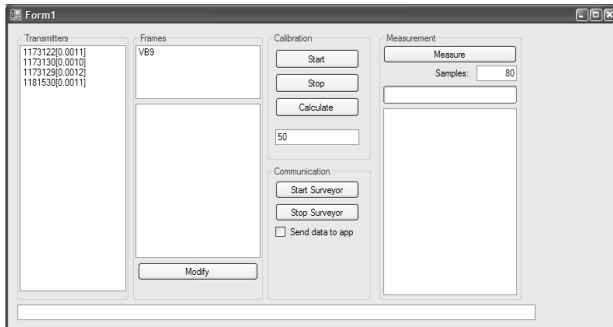 Form1
Transmitters
1173122[0.0011]
1173130[0.0010]
1173129[0.0012]
1181530[0.0011]
Frames
VB9
Modify
Calibration
Start
Stop
Calculate
50
Communication
Start Surveyor
Stop Surveyor
Send data to app
Measurement
Measure
Samples: 80